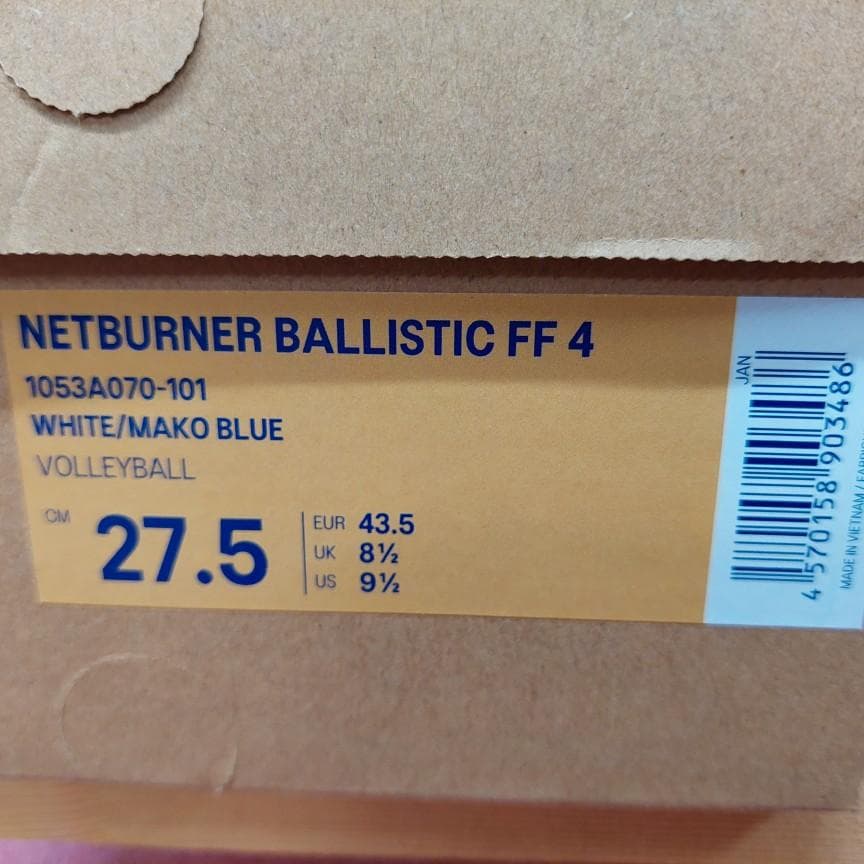 NETBURNER BALLISTIC FF 4
1053A070-101
WHITE/MAKO BLUE
VOLLEYBALL
CM 27.5
EUR 43.5
UK 8½
US 9½
JAN
4 570158 903486
MADE IN VIETNAM /